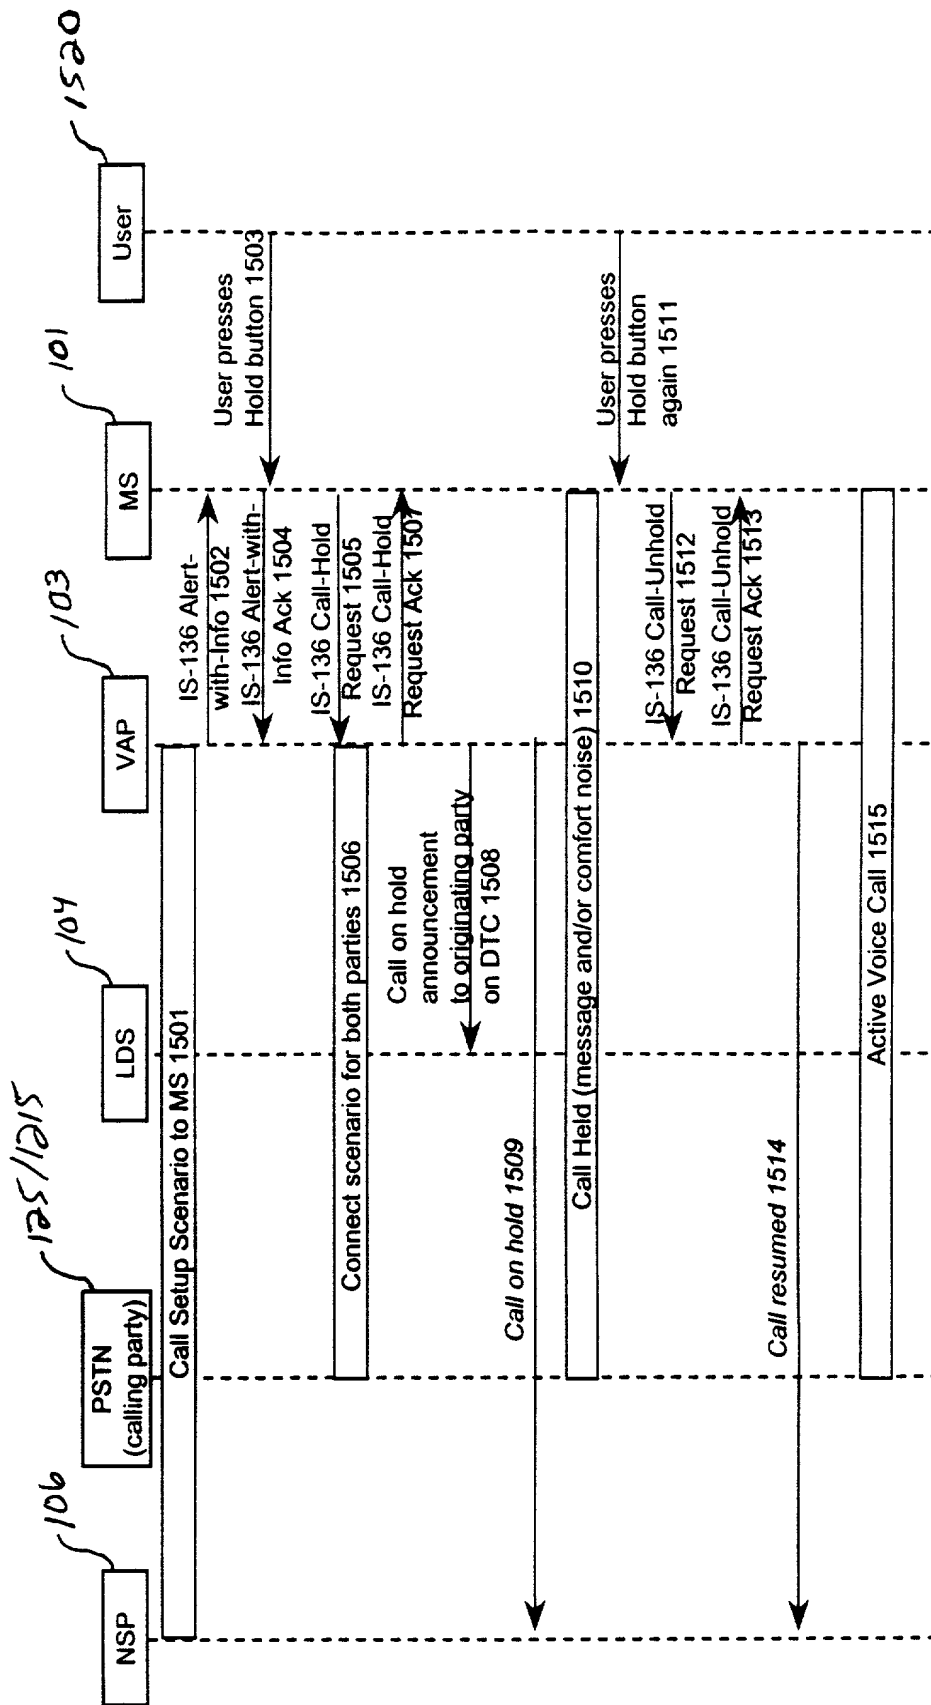 106
125/1215
104
103
101
1520
NSP
PSTN
(calling party)
LDS
VAP
MS
User
Call Setup Scenario to MS 1501
IS-136 Alert-
with-Info 1502
User presses
Hold button 1503
IS-136 Alert-with-
Info Ack 1504
IS-136 Call-Hold
Request 1505
Connect scenario for both parties 1506
IS-136 Call-Hold
Request Ack 1507
Call on hold
announcement
to originating party
on DTC 1508
Call on hold 1509
Call Held (message and/or comfort noise) 1510
User presses
Hold button
again 1511
IS-136 Call-Unhold
Request 1512
IS-136 Call-Unhold
Request Ack 1513
Call resumed 1514
Active Voice Call 1515